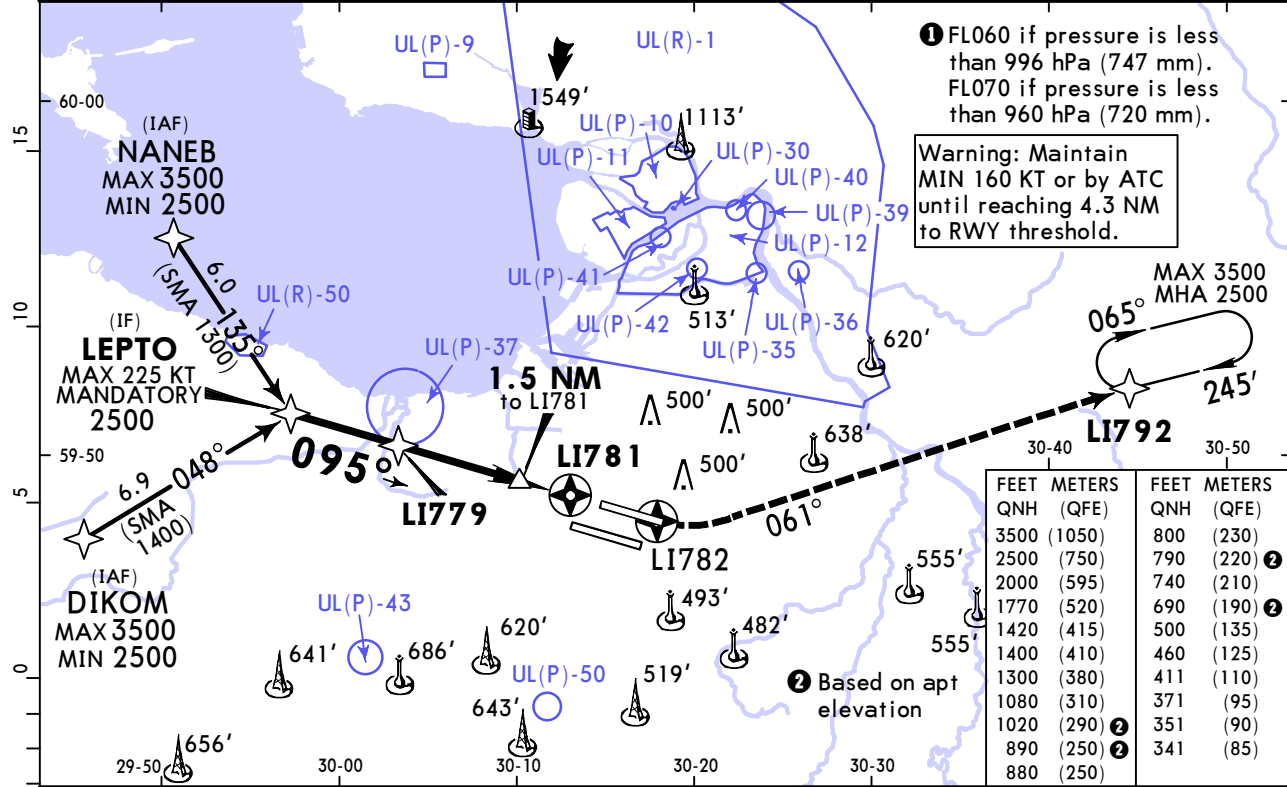 UL(P)-9
UL(R)-1
❶ FL060 if pressure is less
than 996 hPa (747 mm).
FL070 if pressure is less
than 960 hPa (720 mm).
60-00
15
1549'
1113'
UL(P)-10
UL(P)-11
UL(P)-30
UL(P)-40
UL(P)-39
UL(P)-12
UL(P)-41
UL(P)-42
513'
UL(P)-36
UL(P)-35
620'
Warning: Maintain
MIN 160 KT or by ATC
until reaching 4.3 NM
to RWY threshold.
(IAF)
NANEB
MAX 3500
MIN 2500
6.0
135°
(SMA 1300)
UL(R)-50
10
(IF)
LEPTO
MAX 225 KT
MANDATORY
2500
UL(P)-37
1.5 NM
to LI781
MAX 3500
MHA 2500
065°
245'
LI792
500'
500'
500'
638'
59-50
30-40
30-50
095°
LI781
LI779
LI782
061°
6.9
048°
(SMA
1400)
5
(IAF)
DIKOM
MAX 3500
MIN 2500
UL(P)-43
641'
686'
620'
643'
UL(P)-50
519'
493'
482'
555'
555'
656'
0
❷ Based on apt
elevation
29-50
30-00
30-10
30-20
30-30
FEET METERS FEET METERS
QNH (QFE) QNH (QFE)
3500 (1050) 800 (230)
2500 (750) 790 (220) ❷
2000 (595) 740 (210)
1770 (520) 690 (190) ❷
1420 (415) 500 (135)
1400 (410) 460 (125)
1300 (380) 411 (110)
1080 (310) 371 (95)
1020 (290) ❷ 351 (90)
890 (250) ❷ 341 (85)
880 (250)